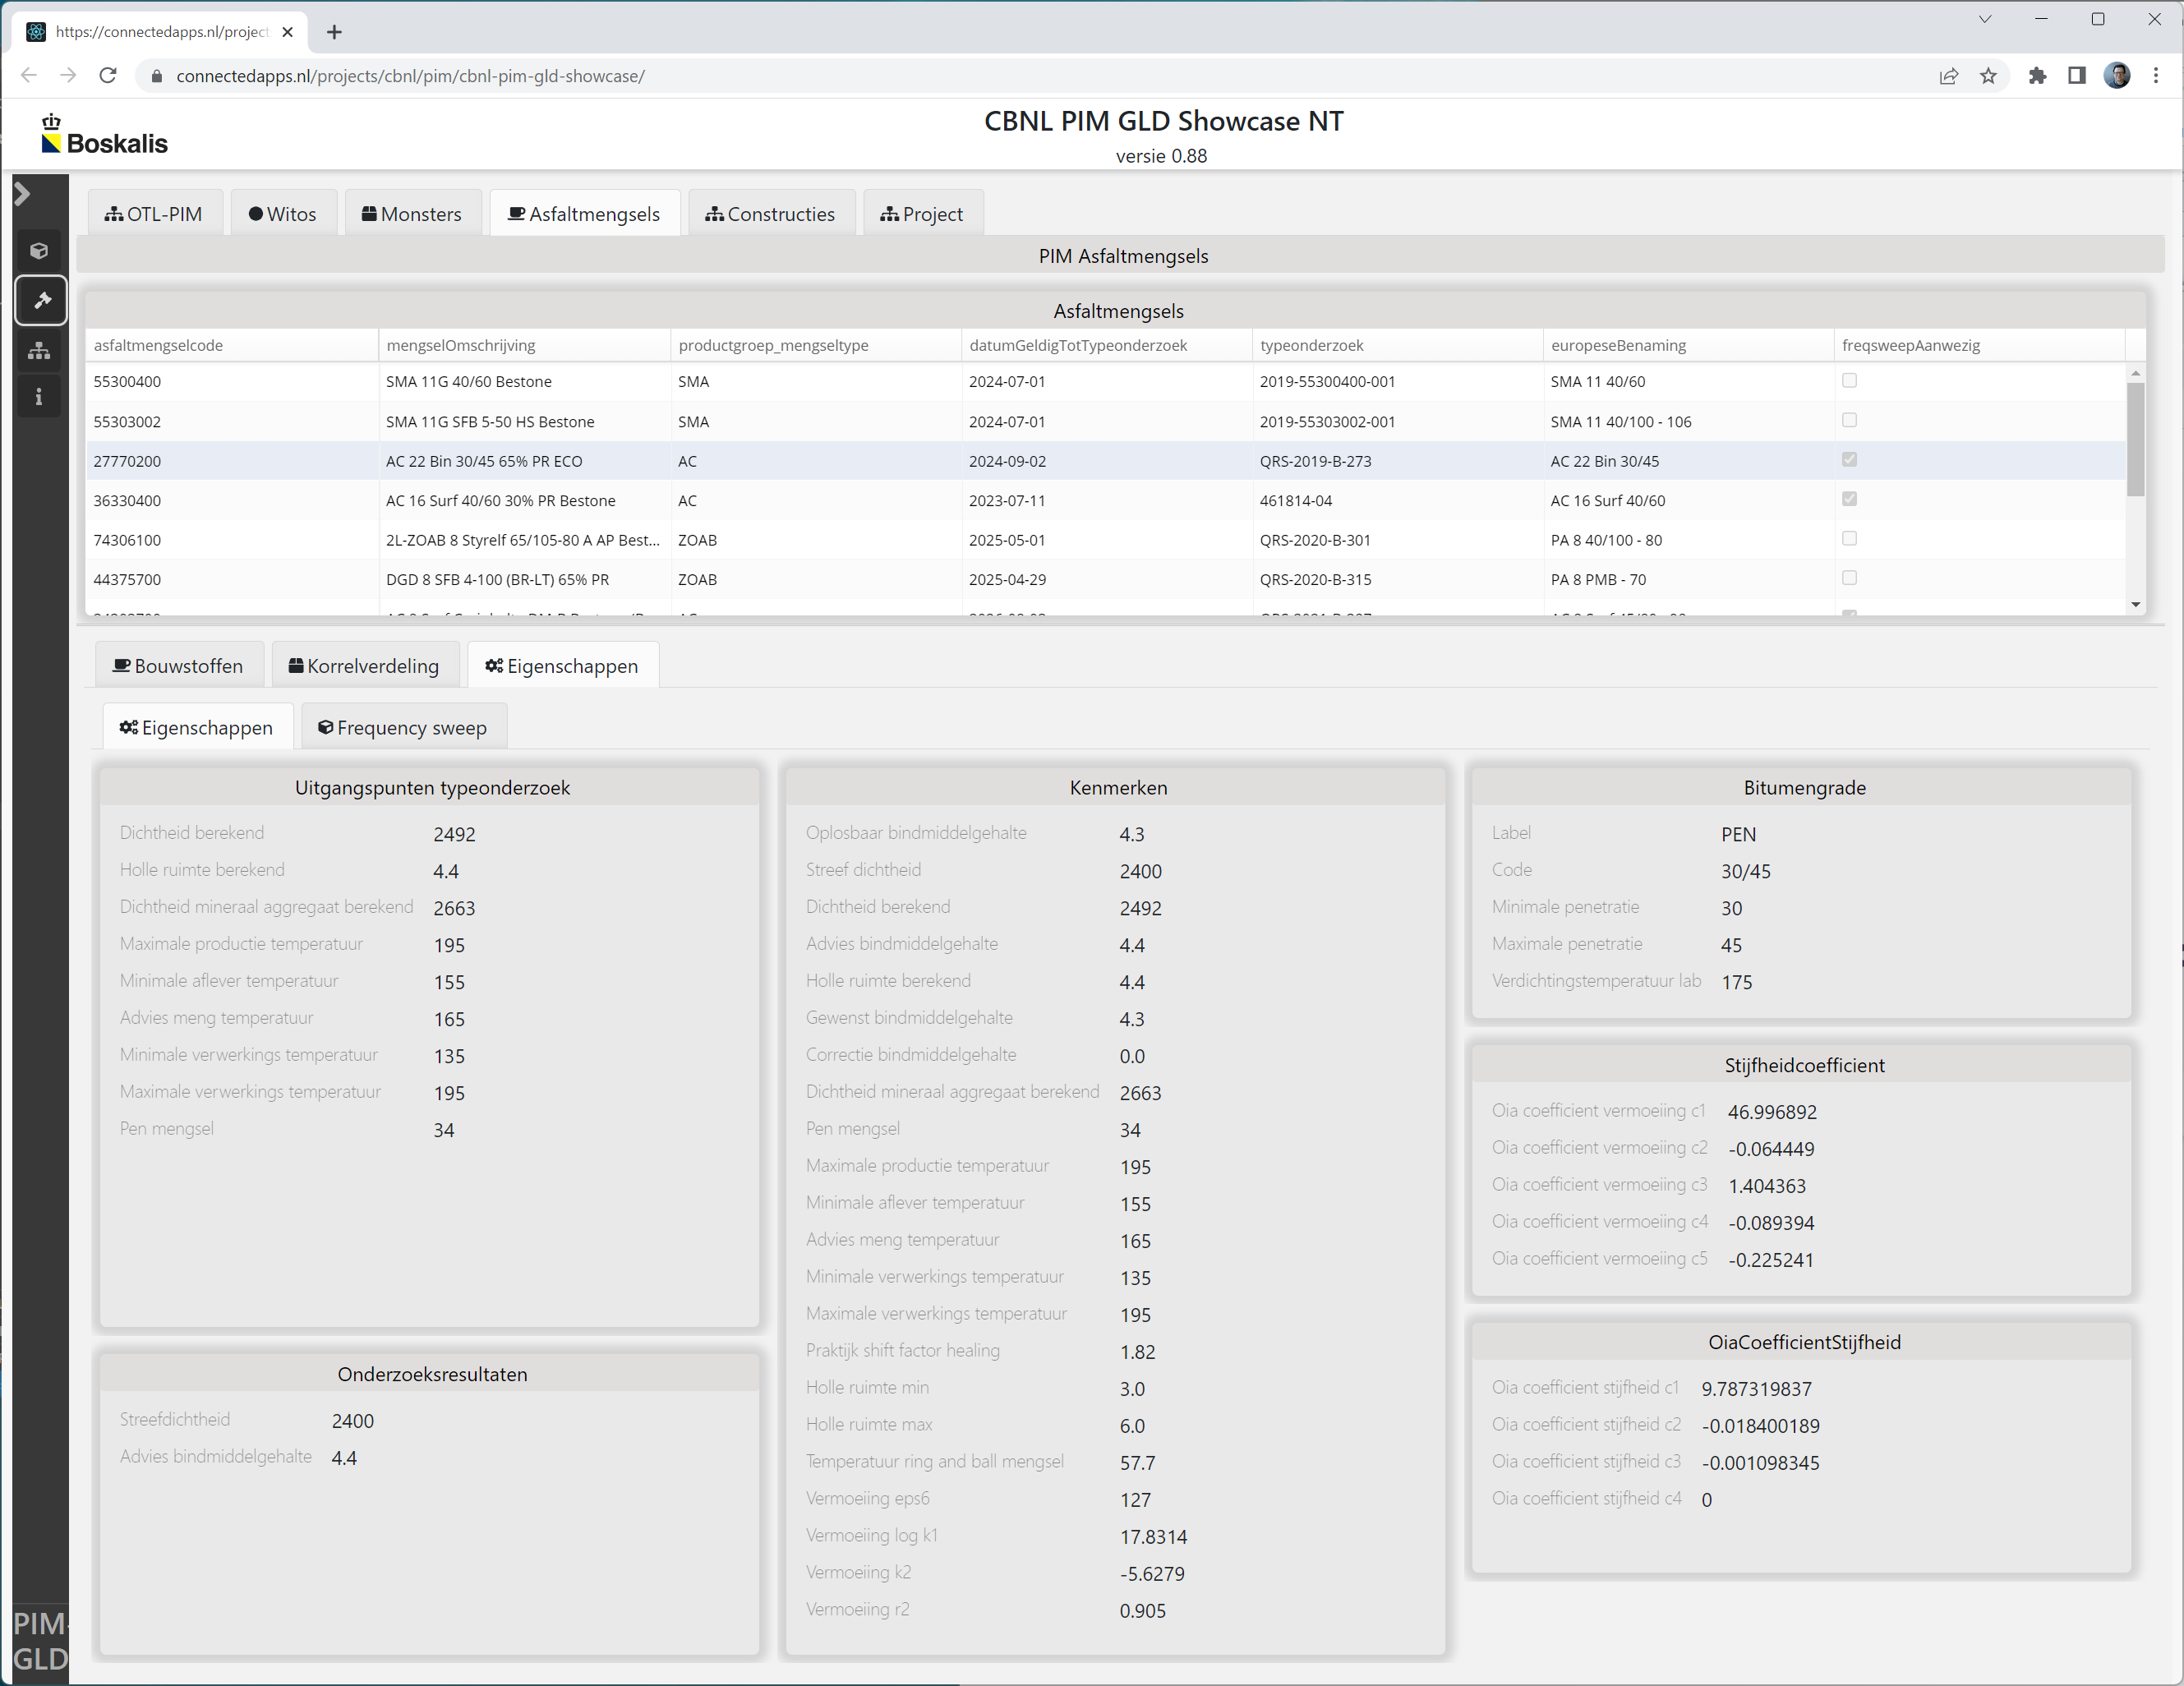 https://connectedapps.nl/project
connectedapps.nl/projects/cbnl/pim/cbnl-pim-gld-showcase/
Boskalis
CBNL PIM GLD Showcase NT
versie 0.88
OTL-PIM Witos Monsters Asfaltmengsels Constructies Project
PIM Asfaltmengsels
Asfaltmengsels
asfaltmengselcode mengselOmschrijving productgroep_mengseltype datumGeldigTotTypeonderzoek typeonderzoek europeseBenaming freqsweepAanwezig
55300400 SMA 11G 40/60 Bestone SMA 2024-07-01 2019-55300400-001 SMA 11 40/60
55303002 SMA 11G SFB 5-50 HS Bestone SMA 2024-07-01 2019-55303002-001 SMA 11 40/100 - 106
27770200 AC 22 Bin 30/45 65% PR ECO AC 2024-09-02 QRS-2019-B-273 AC 22 Bin 30/45
36330400 AC 16 Surf 40/60 30% PR Bestone AC 2023-07-11 461814-04 AC 16 Surf 40/60
74306100 2L-ZOAB 8 Styrelf 65/105-80 A AP Best... ZOAB 2025-05-01 QRS-2020-B-301 PA 8 40/100 - 80
44375700 DGD 8 SFB 4-100 (BR-LT) 65% PR ZOAB 2025-04-29 QRS-2020-B-315 PA 8 PMB - 70
Bouwstoffen Korrelverdeling Eigenschappen
Eigenschappen Frequency sweep
Uitgangspunten typeonderzoek
Dichtheid berekend 2492
Holle ruimte berekend 4.4
Dichtheid mineraal aggregaat berekend 2663
Maximale productie temperatuur 195
Minimale aflever temperatuur 155
Advies meng temperatuur 165
Minimale verwerkings temperatuur 135
Maximale verwerkings temperatuur 195
Pen mengsel 34
Onderzoeksresultaten
Streefdichtheid 2400
Advies bindmiddelgehalte 4.4
Kenmerken
Oplosbaar bindmiddelgehalte 4.3
Streef dichtheid 2400
Dichtheid berekend 2492
Advies bindmiddelgehalte 4.4
Holle ruimte berekend 4.4
Gewenst bindmiddelgehalte 4.3
Correctie bindmiddelgehalte 0.0
Dichtheid mineraal aggregaat berekend 2663
Pen mengsel 34
Maximale productie temperatuur 195
Minimale aflever temperatuur 155
Advies meng temperatuur 165
Minimale verwerkings temperatuur 135
Maximale verwerkings temperatuur 195
Praktijk shift factor healing 1.82
Holle ruimte min 3.0
Holle ruimte max 6.0
Temperatuur ring and ball mengsel 57.7
Vermoeiing eps6 127
Vermoeiing log k1 17.8314
Vermoeiing k2 -5.6279
Vermoeiing r2 0.905
Bitumengrade
Label PEN
Code 30/45
Minimale penetratie 30
Maximale penetratie 45
Verdichtingstemperatuur lab 175
Stijfheidcoefficient
Oia coefficient vermoeiing c1 46.996892
Oia coefficient vermoeiing c2 -0.064449
Oia coefficient vermoeiing c3 1.404363
Oia coefficient vermoeiing c4 -0.089394
Oia coefficient vermoeiing c5 -0.225241
OiaCoefficientStijfheid
Oia coefficient stijfheid c1 9.787319837
Oia coefficient stijfheid c2 -0.018400189
Oia coefficient stijfheid c3 -0.001098345
Oia coefficient stijfheid c4 0
PIM-
GLD